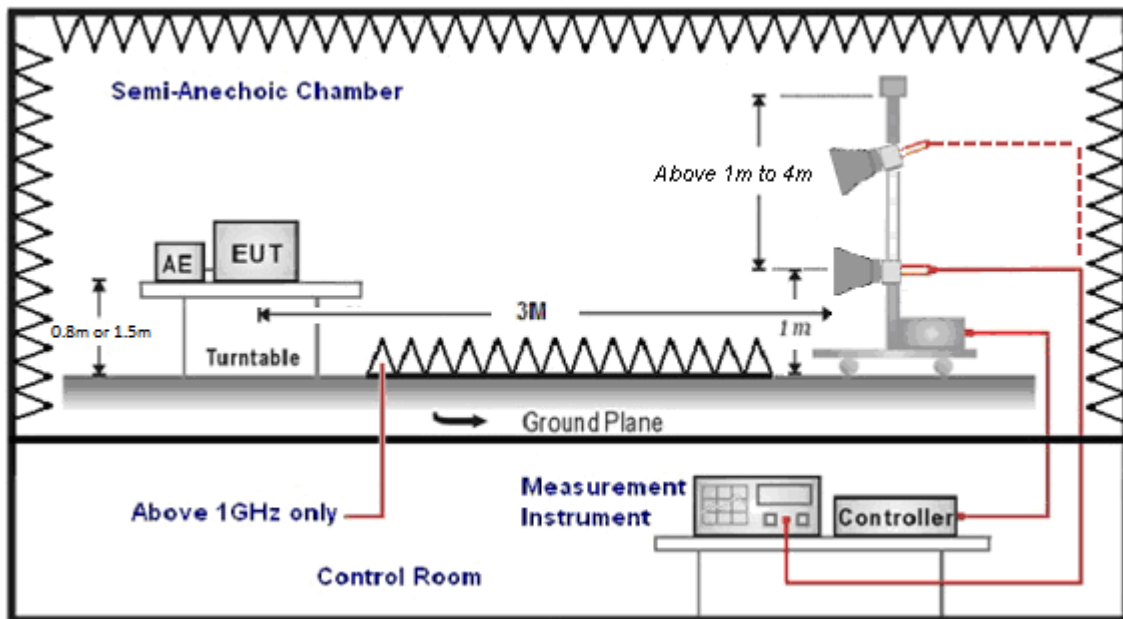 Semi-Anechoic Chamber
Above 1m to 4m
AE
EUT
3M
1m
0.8m or 1.5m
Turntable
Ground Plane
Above 1GHz only
Measurement
Instrument
Controller
Control Room